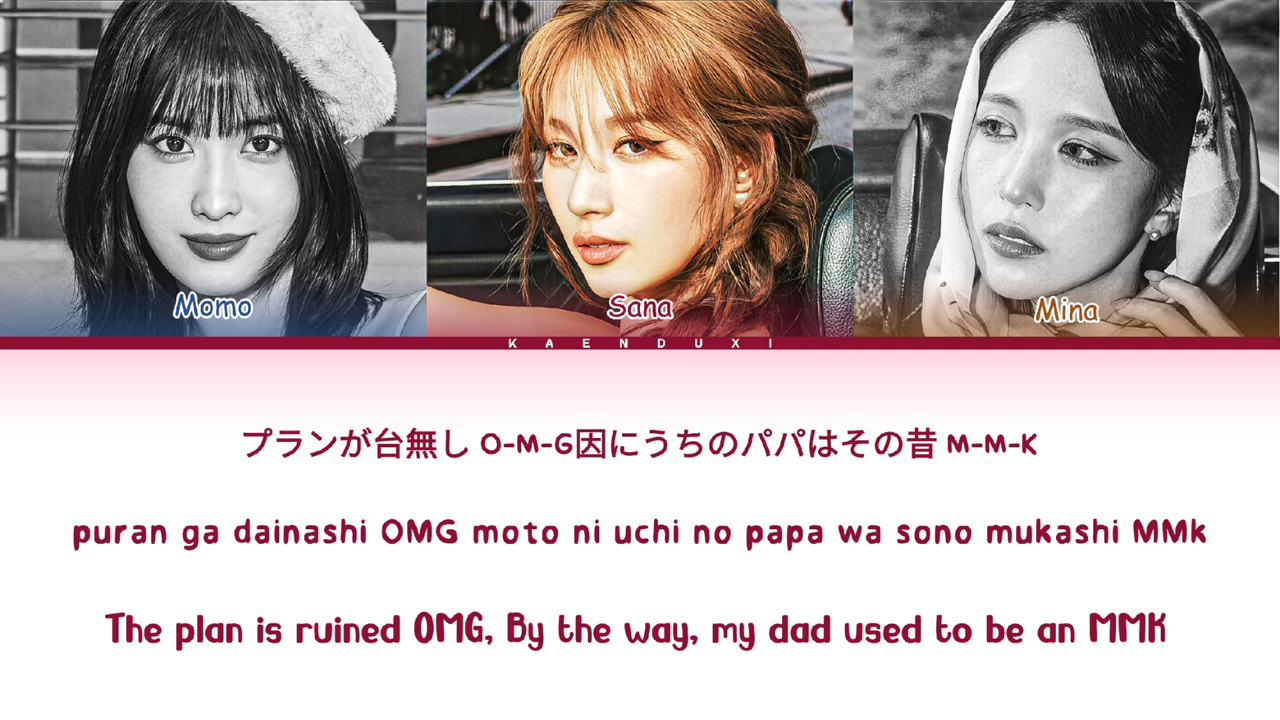 Momo
Sana
Mina
KAENDUXI
プランが台無し O-M-G因にうちのパパはその昔 M-M-K
puran ga dainashi OMG moto ni uchi no papa wa sono mukashi MMk
The plan is ruined OMG, By the way, my dad used to be an MMK